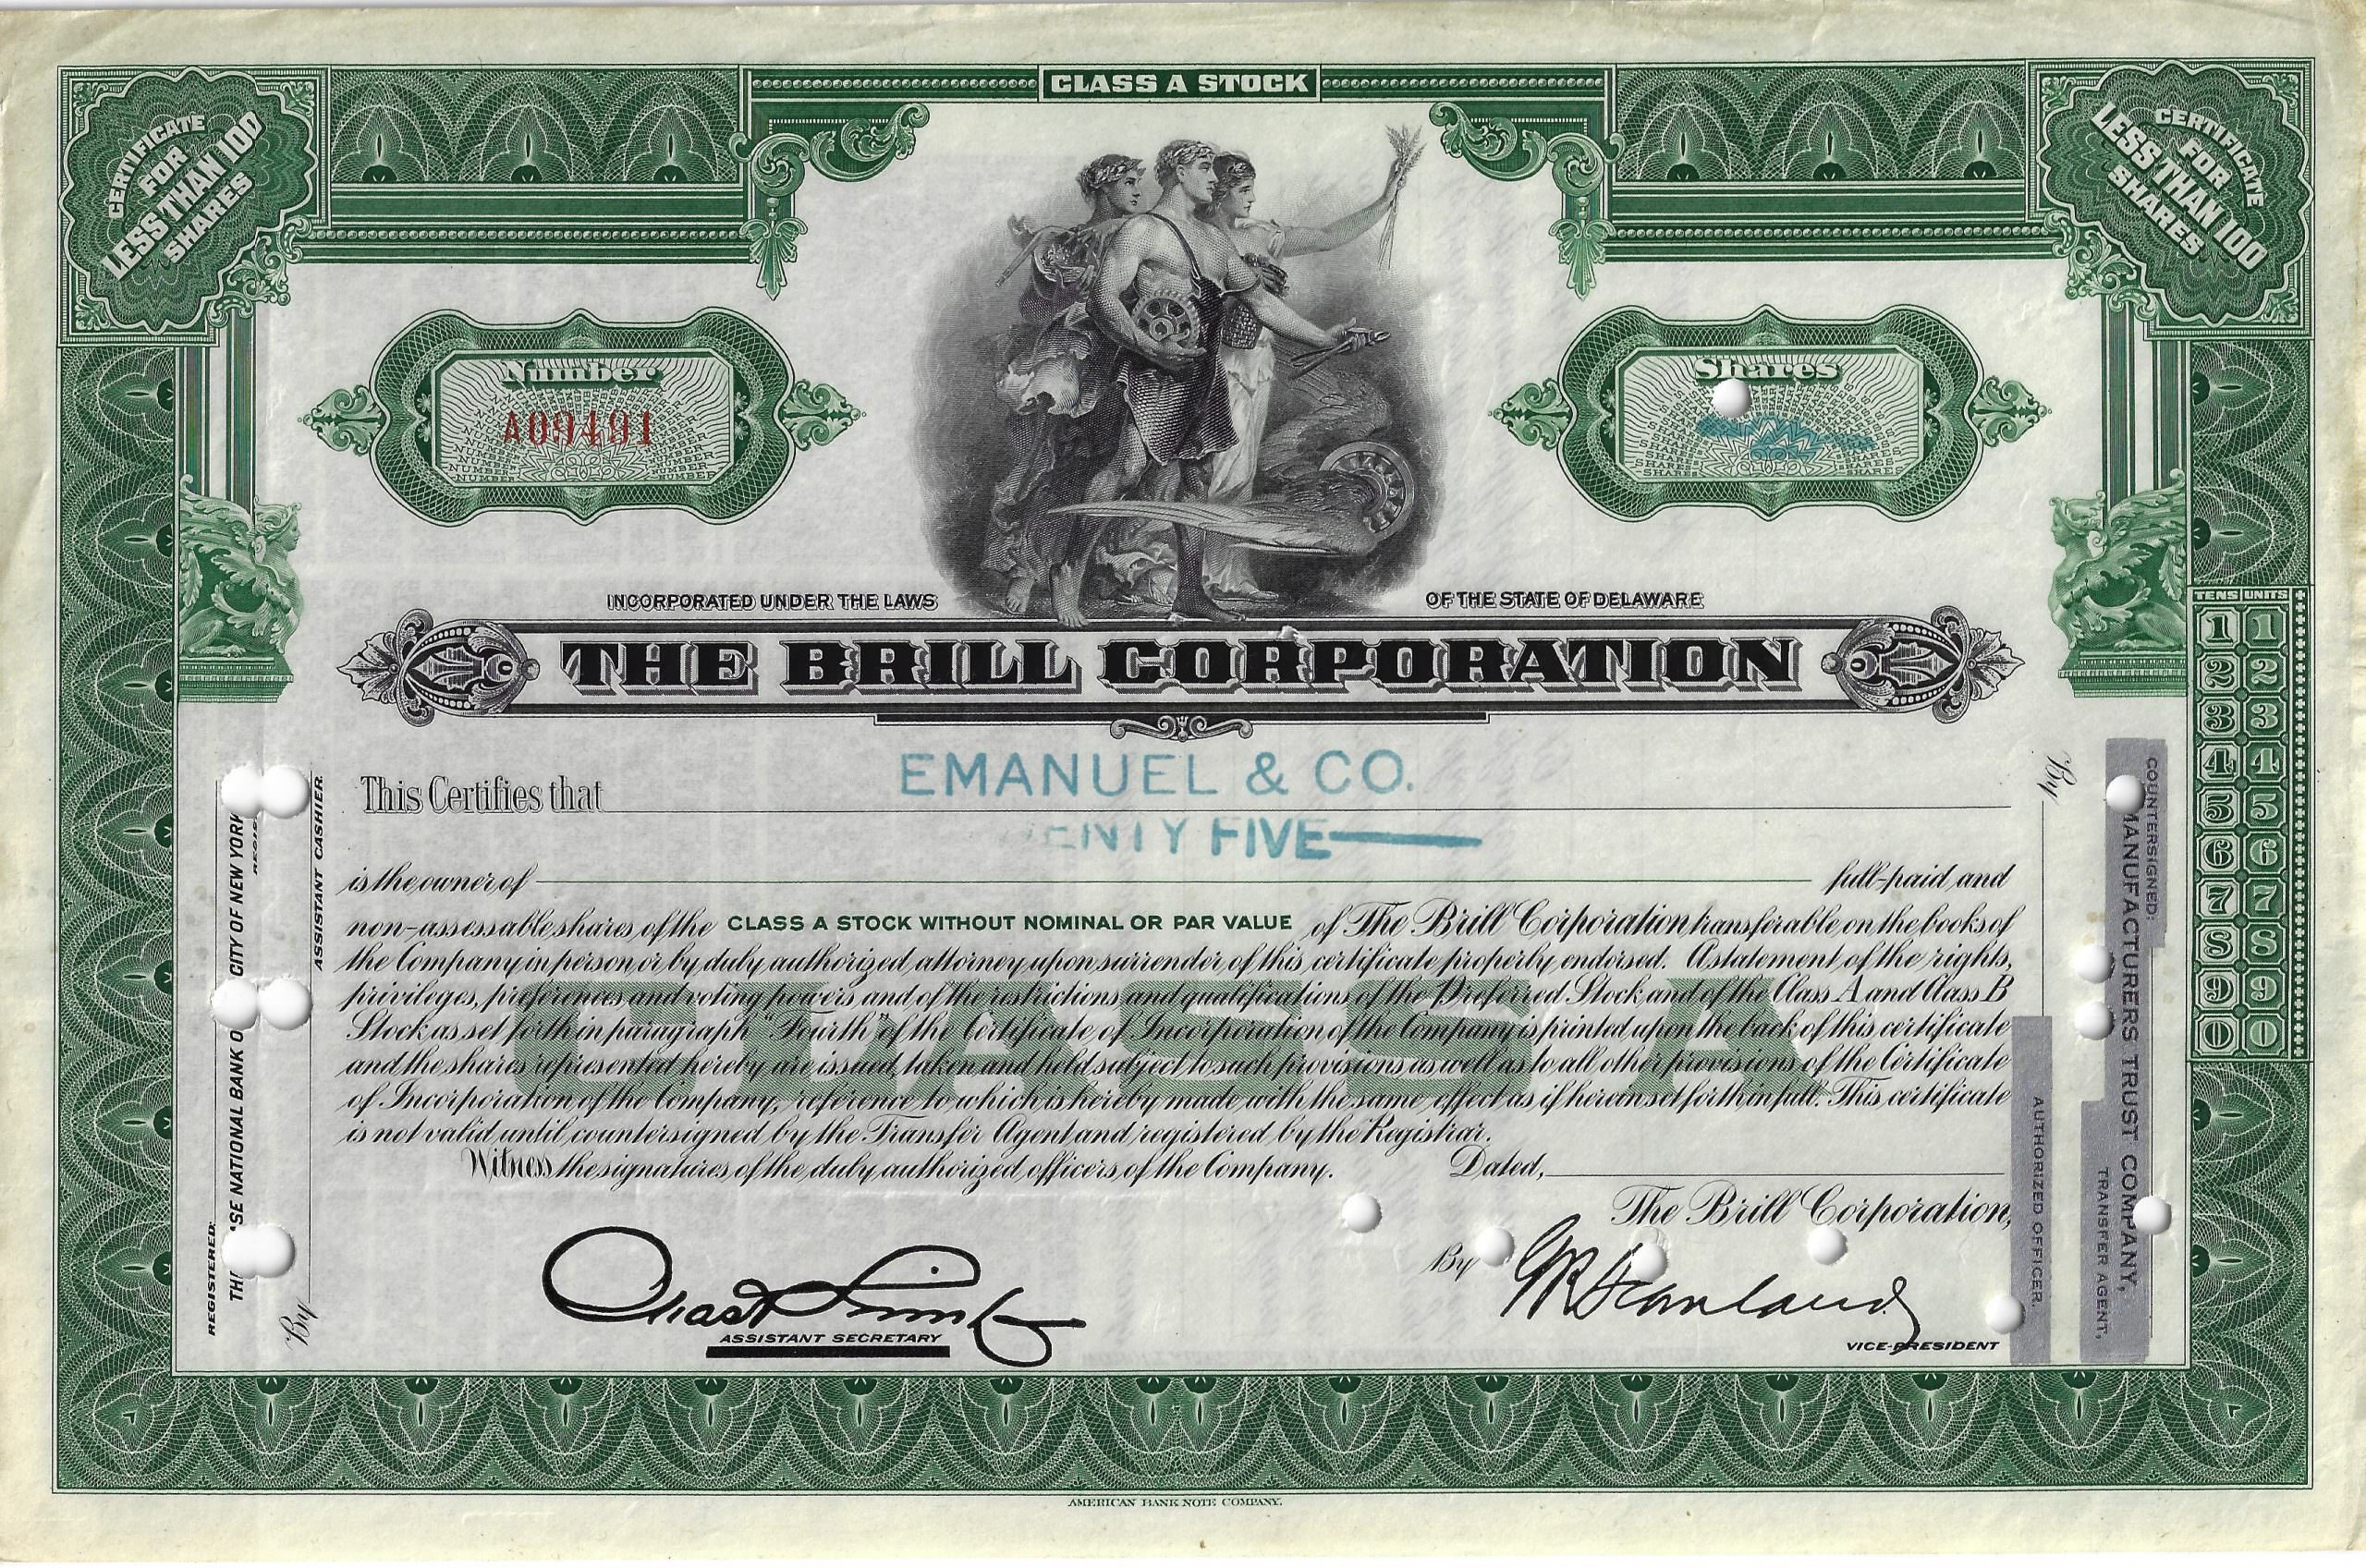 CLASS A STOCK
CERTIFICATE
FOR
LESS THAN 100
SHARES
CERTIFICATE
FOR
LESS THAN 100
SHARES
Number
A09491
Shares
INCORPORATED UNDER THE LAWS
OF THE STATE OF DELAWARE
THE BRILL CORPORATION
EMANUEL & CO.
This Certifies that
ENTY FIVE
is the owner of
full-paid and
non-assessable shares of the CLASS A STOCK WITHOUT NOMINAL OR PAR VALUE of The Brill Corporation transferable on the books of
the Company in person or by duly authorized attorney upon surrender of this certificate properly endorsed. A statement of the rights,
privileges, preferences and voting powers and of the restrictions and qualifications of the Preferred Stock and of the Class A and Class B
Stock as set forth in paragraph "Fourth" of the Certificate of Incorporation of the Company is printed upon the back of this certificate
and the shares represented hereby are issued, taken and held subject to such provisions as well as to all other provisions of the Certificate
of Incorporation of the Company, reference to which is hereby made with the same effect as if herein set forth in full. This certificate
is not valid until countersigned by the Transfer Agent and registered by the Registrar.
CLASS A
Witness the signatures of the duly authorized officers of the Company.
Dated,
The Brill Corporation,
By
ASSISTANT SECRETARY
VICE-PRESIDENT
REGISTERED:
NATIONAL BANK
CITY OF NEW YORK
By
ASSISTANT CASHIER.
COUNTERSIGNED:
MANUFACTURERS TRUST COMPANY,
TRANSFER AGENT,
By
AUTHORIZED OFFICER.
TENS UNITS
1 1
2 2
3 3
4 4
5 5
6 6
7 7
8 8
9 9
0 0
AMERICAN BANK NOTE COMPANY.